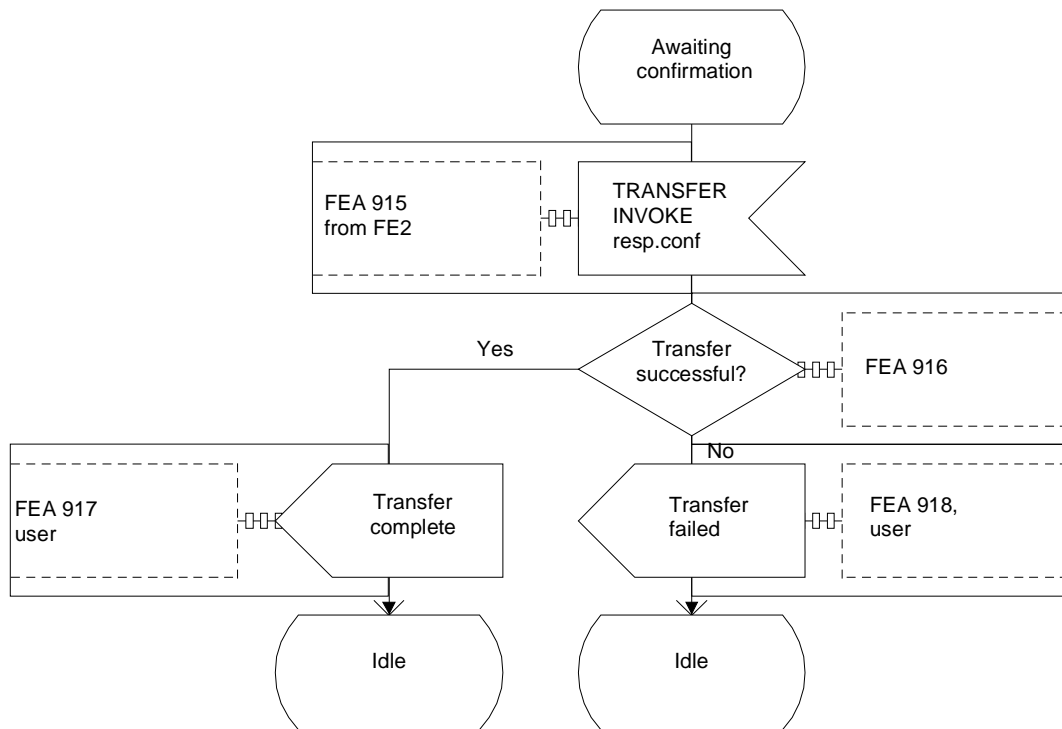 Awaiting
confirmation
FEA 915
from FE2
TRANSFER
INVOKE
resp.conf
Yes
Transfer
successful?
FEA 916
No
FEA 917
user
Transfer
complete
Transfer
failed
FEA 918,
user
Idle
Idle